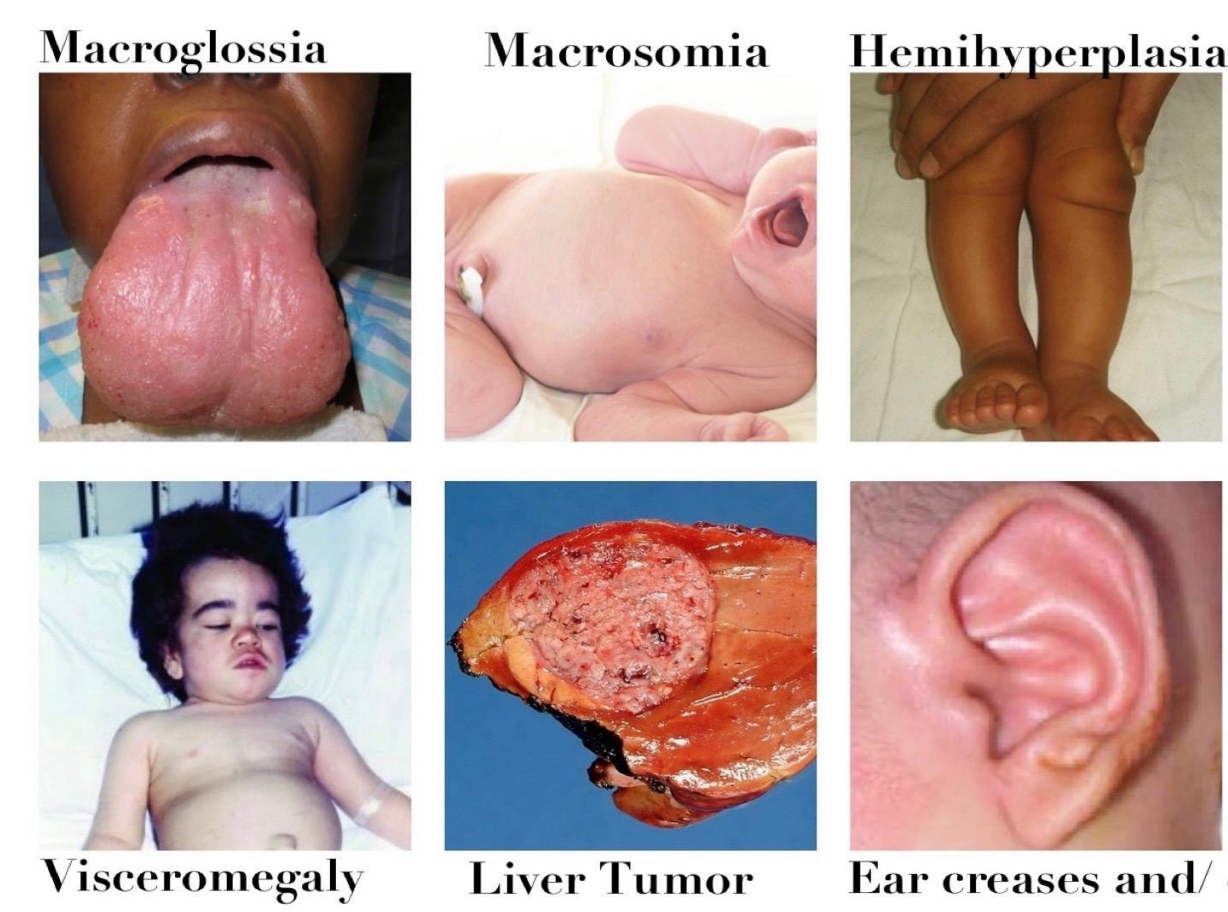 Macroglossia
Macrosomia
Hemihyperplasia
Visceromegaly
Liver Tumor
Ear creases and/